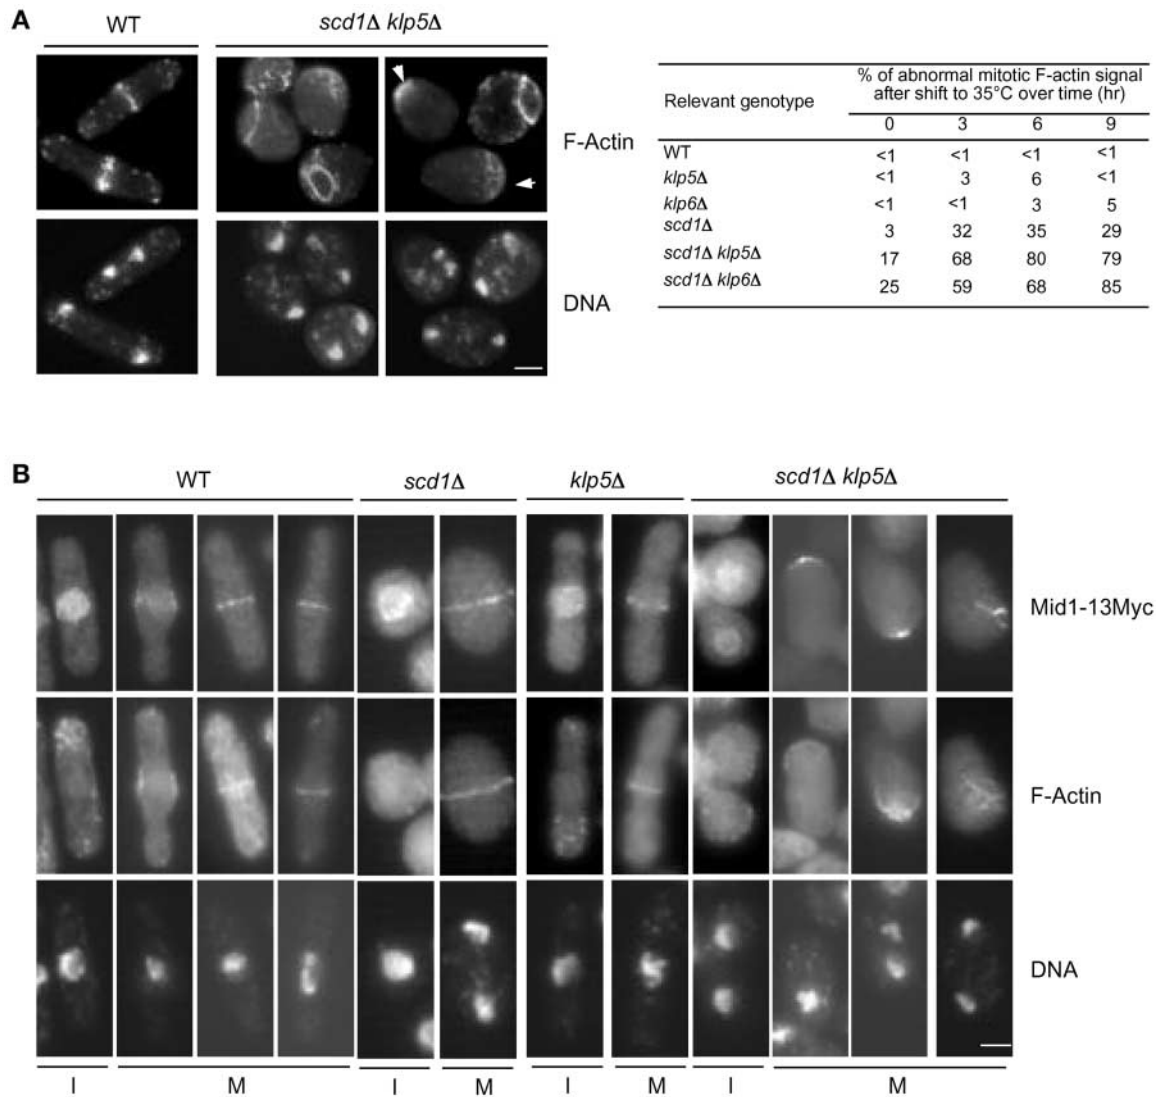 A
WT
scd1Δ klp5Δ
F-Actin
DNA
Relevant genotype
% of abnormal mitotic F-actin signal
after shift to 35°C over time (hr)
0 3 6 9
WT <1 <1 <1 <1
klp5Δ <1 3 6 <1
klp6Δ <1 <1 3 5
scd1Δ 3 32 35 29
scd1Δ klp5Δ 17 68 80 79
scd1Δ klp6Δ 25 59 68 85
B
WT scd1Δ klp5Δ scd1Δ klp5Δ
Mid1-13Myc
F-Actin
DNA
I M I M I M I M